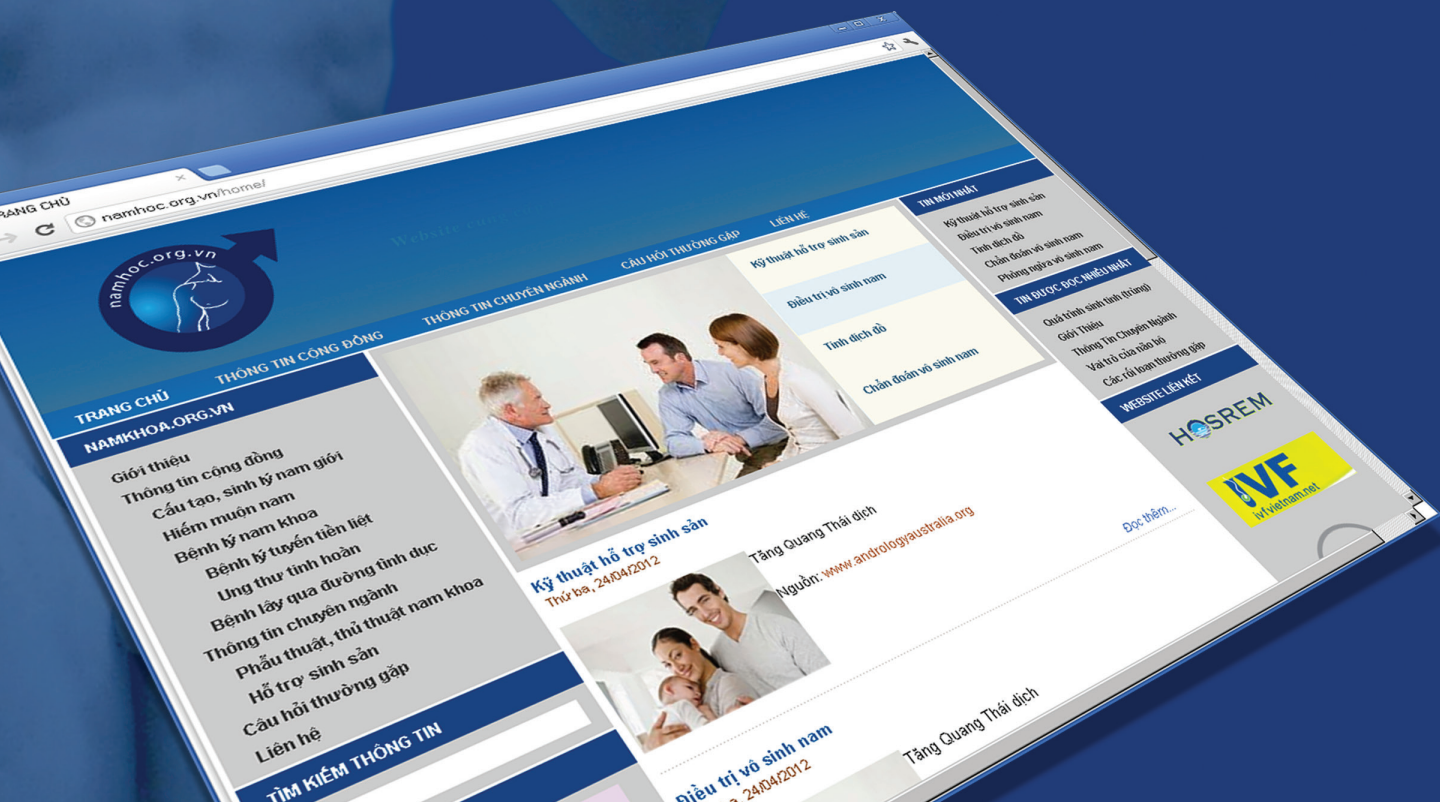 TRANG CHỦ
namhoc.org.vn/home/
namhoc.org.vn
TRANG CHỦ
THÔNG TIN CỘNG ĐỒNG
THÔNG TIN CHUYÊN NGÀNH
CÂU HỎI THƯỜNG GẶP
LIÊN HỆ
NAMKHOA.ORG.VN
Giới thiệu
Thông tin cộng đồng
Cấu tạo, sinh lý nam giới
Hiếm muộn nam
Bệnh lý nam khoa
Bệnh lý tuyến tiền liệt
Ung thư tinh hoàn
Bệnh lây qua đường tình dục
Thông tin chuyên ngành
Phẫu thuật, thủ thuật nam khoa
Hỗ trợ sinh sản
Câu hỏi thường gặp
Liên hệ
TÌM KIẾM THÔNG TIN
Kỹ thuật hỗ trợ sinh sản
Điều trị vô sinh nam
Tinh dịch đồ
Chẩn đoán vô sinh nam
Kỹ thuật hỗ trợ sinh sản
Thứ ba, 24/04/2012
Tăng Quang Thái dịch
Nguồn: www.andrologyaustralia.org
Đọc thêm...
Điều trị vô sinh nam
24/04/2012
Tăng Quang Thái dịch
TIN MỚI NHẤT
Kỹ thuật hỗ trợ sinh sản
Điều trị vô sinh nam
Tinh dịch đồ
Chẩn đoán vô sinh nam
Phòng ngừa vô sinh nam
TIN ĐƯỢC ĐỌC NHIỀU NHẤT
Quá trình sinh tinh (trùng)
Giới Thiệu
Thông Tin Chuyên Ngành
Vai trò của não bộ
Các rối loạn thường gặp
WEBSITE LIÊN KẾT
HOSREM
IVF
ivfvietnam.net